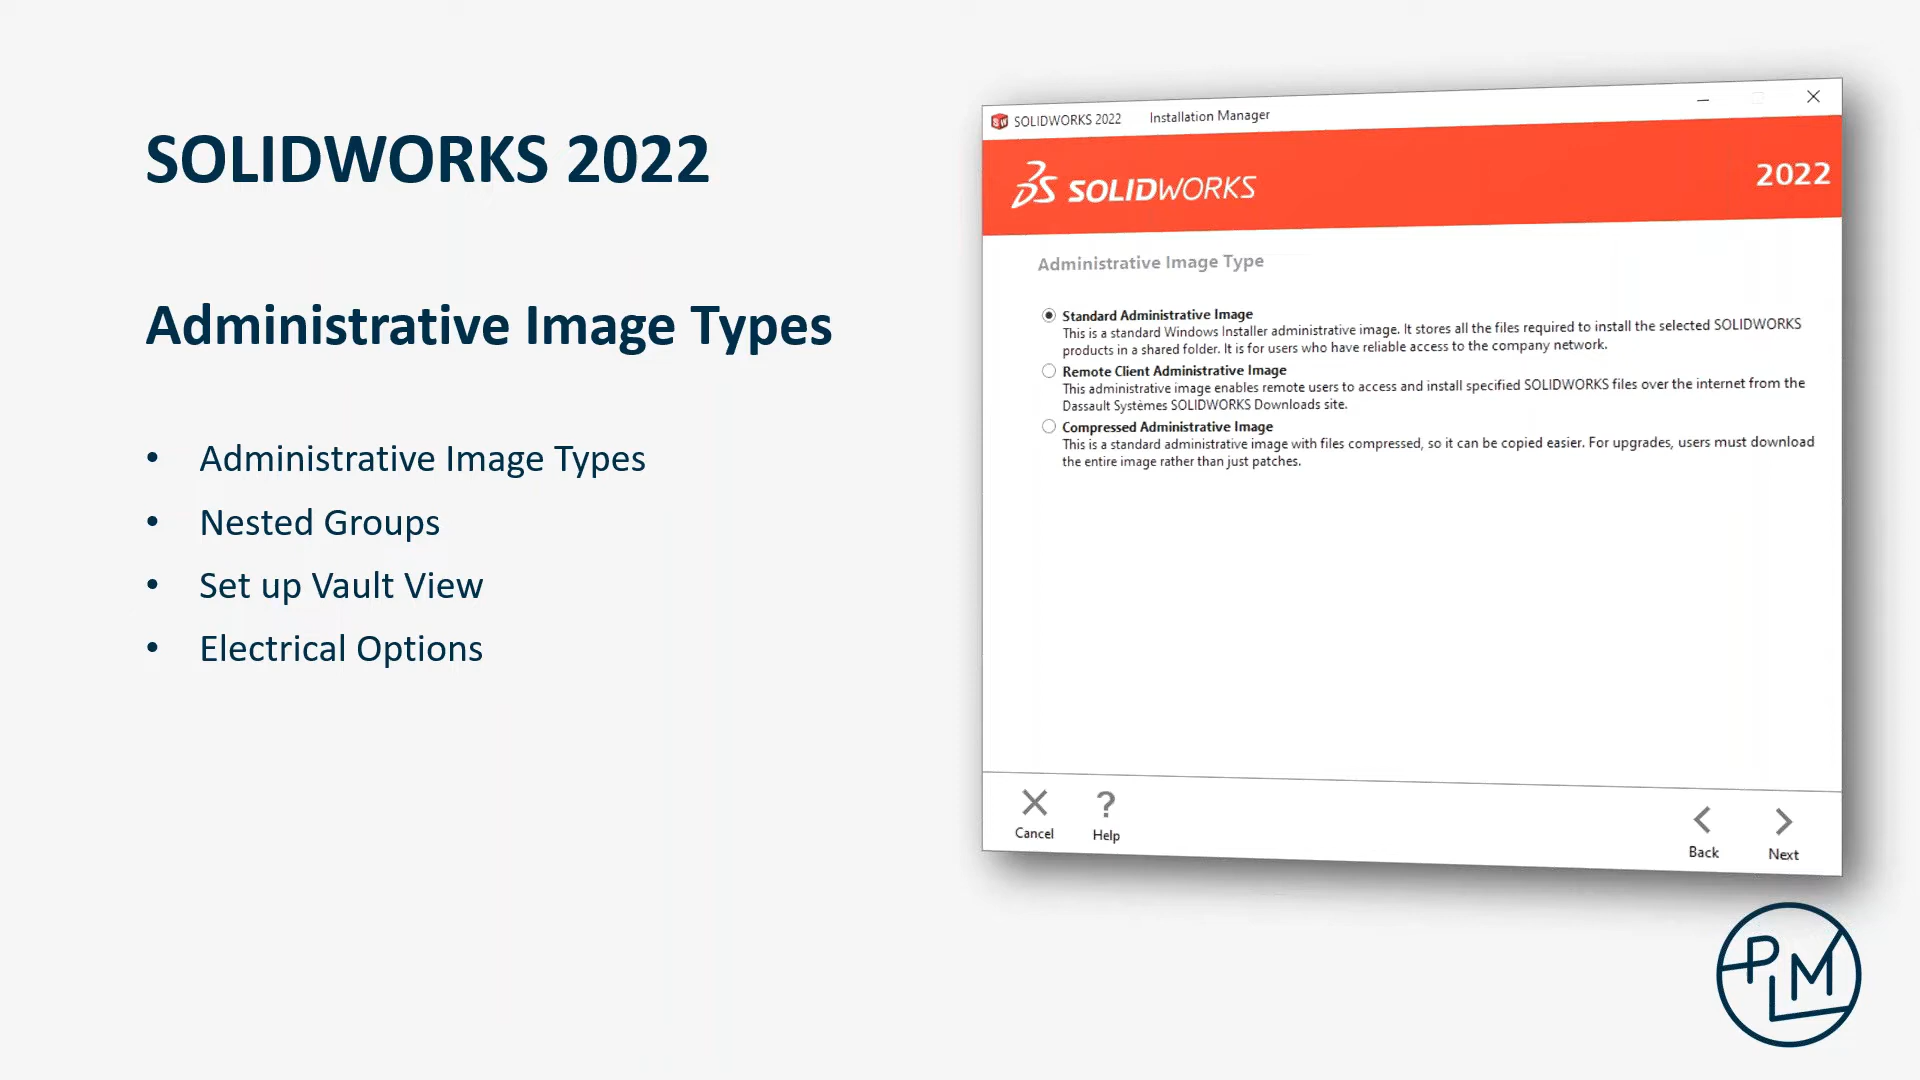 SOLIDWORKS 2022
Administrative Image Types
• Administrative Image Types
• Nested Groups
• Set up Vault View
• Electrical Options
SW SOLIDWORKS 2022 Installation Manager
3DS SOLIDWORKS 2022
Administrative Image Type
Standard Administrative Image
This is a standard Windows Installer administrative image. It stores all the files required to install the selected SOLIDWORKS
products in a shared folder. It is for users who have reliable access to the company network.
Remote Client Administrative Image
This administrative image enables remote users to access and install specified SOLIDWORKS files over the internet from the
Dassault Systèmes SOLIDWORKS Downloads site.
Compressed Administrative Image
This is a standard administrative image with files compressed, so it can be copied easier. For upgrades, users must download
the entire image rather than just patches.
? 
Cancel Help Back Next
PLM